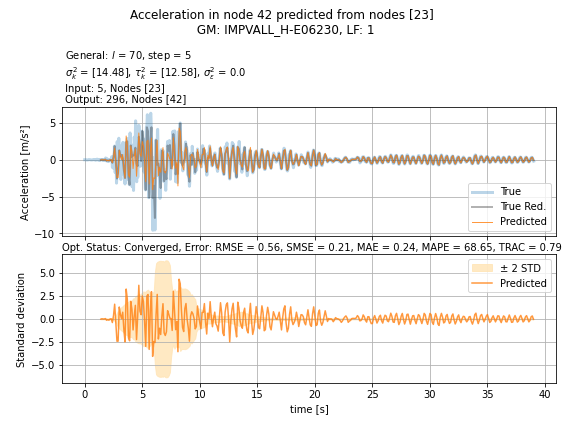 Acceleration in node 42 predicted from nodes [23]
GM: IMPVALL_H-E06230, LF: 1
General: l = 70, step = 5
σ²ₖ = [14.48], τ²ₖ = [12.58], σ²ε = 0.0
Input: 5, Nodes [23]
Output: 296, Nodes [42]
Acceleration [m/s²]
5
0
−5
−10
True
True Red.
Predicted
Opt. Status: Converged, Error: RMSE = 0.56, SMSE = 0.21, MAE = 0.24, MAPE = 68.65, TRAC = 0.79
Standard deviation
5.0
2.5
0.0
−2.5
−5.0
± 2 STD
Predicted
0 5 10 15 20 25 30 35 40
time [s]